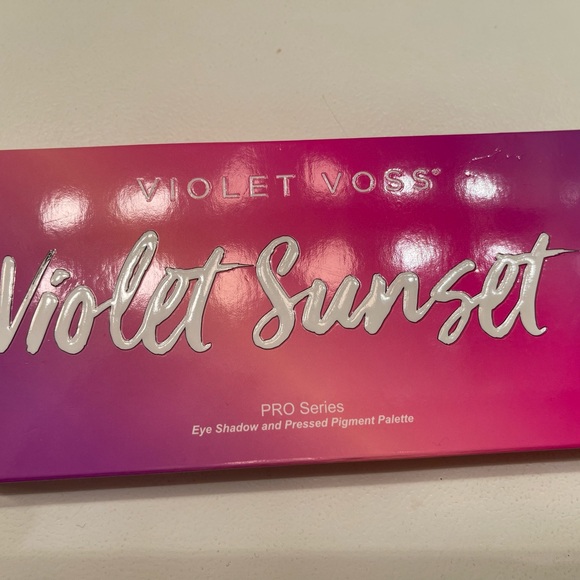 VIOLET VOSS
Violet Sunset
PRO Series
Eye Shadow and Pressed Pigment Palette